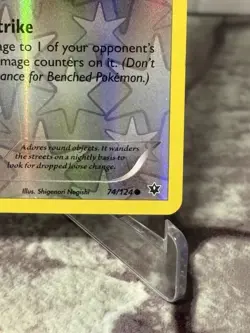 trike
age to 1 of your opponent's
mage counters on it. (Don't
ance for Benched Pokémon.)
Adores round objects. It wanders
the streets on a nightly basis to
look for dropped loose change.
Illus. Shigenori Negishi 74/124